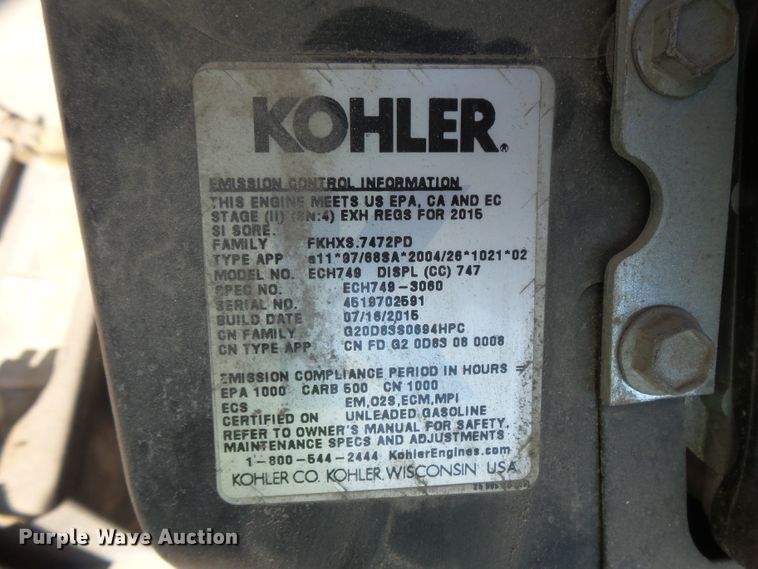 KOHLER®
EMISSION CONTROL INFORMATION
THIS ENGINE MEETS US EPA, CA AND EC
STAGE (II) (SN:4) EXH REGS FOR 2015
SI SORE.
FAMILY FKHXS.7472PD
TYPE APP e11*97/68SA*2004/26*1021*02
MODEL NO. ECH749 DISPL (CC) 747
SPEC NO. ECH749-3060
SERIAL NO. 4519702591
BUILD DATE 07/16/2015
CN FAMILY G20D83S0694HPC
CN TYPE APP CN FD G2 0D83 08 0008
EMISSION COMPLIANCE PERIOD IN HOURS =
EPA 1000 CARB 500 CN 1000
ECS EM,O2S,ECM,MPI
CERTIFIED ON UNLEADED GASOLINE
REFER TO OWNER'S MANUAL FOR SAFETY,
MAINTENANCE SPECS AND ADJUSTMENTS
1-800-544-2444 KohlerEngines.com
KOHLER CO. KOHLER, WISCONSIN USA
Purple Wave Auction